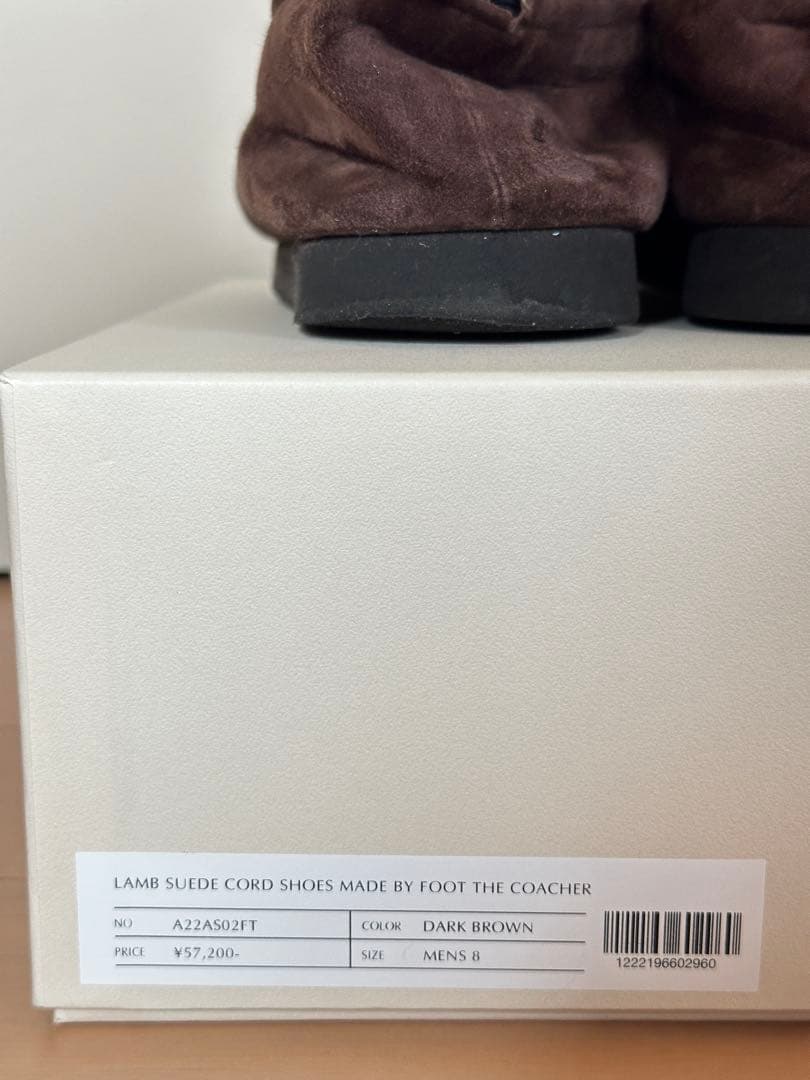 LAMB SUEDE CORD SHOES MADE BY FOOT THE COACHER
NO A22AS02FT COLOR DARK BROWN
PRICE ¥57,200- SIZE MENS 8
1222196602960